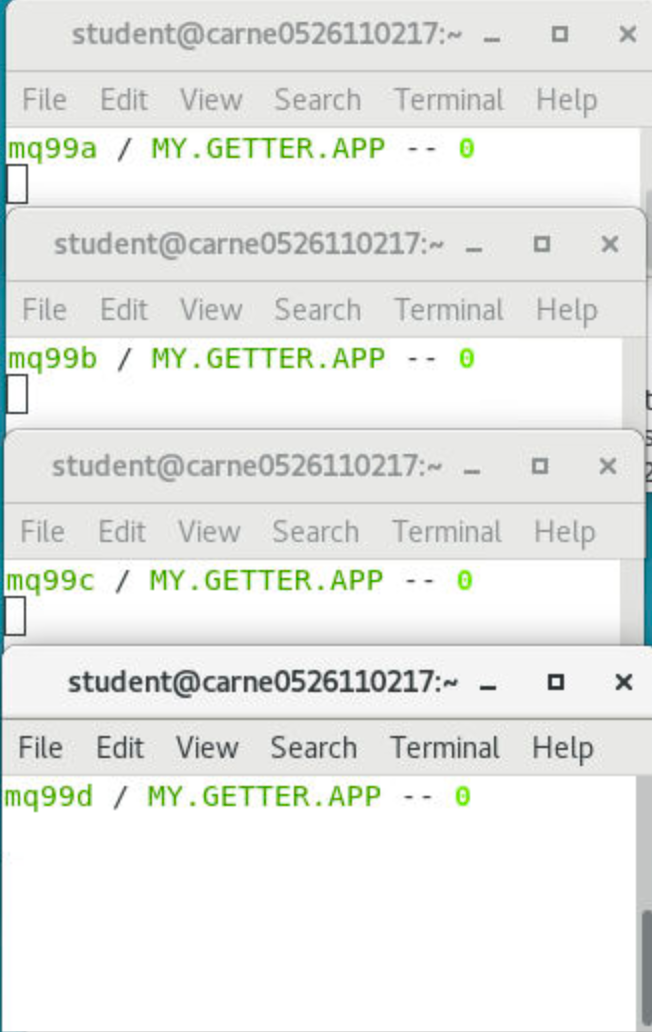 student@carne0526110217:~
File Edit View Search Terminal Help
mq99a / MY.GETTER.APP -- 0
student@carne0526110217:~
File Edit View Search Terminal Help
mq99b / MY.GETTER.APP -- 0
student@carne0526110217:~
File Edit View Search Terminal Help
mq99c / MY.GETTER.APP -- 0
student@carne0526110217:~
File Edit View Search Terminal Help
mq99d / MY.GETTER.APP -- 0